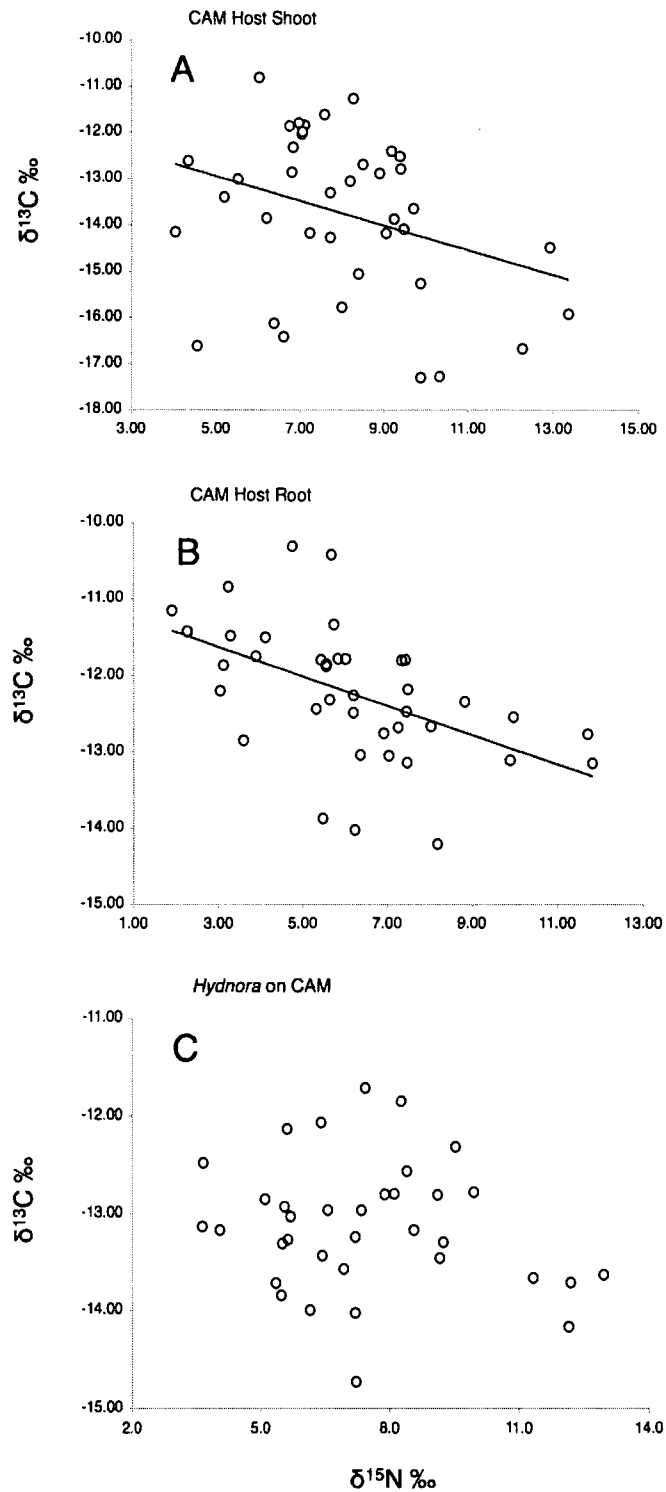 CAM Host Shoot
A
-10.00
-11.00
-12.00
-13.00
-14.00
-15.00
-16.00
-17.00
-18.00
δ13C ‰
3.00 5.00 7.00 9.00 11.00 13.00 15.00
CAM Host Root
B
-10.00
-11.00
-12.00
-13.00
-14.00
-15.00
δ13C ‰
1.00 3.00 5.00 7.00 9.00 11.00 13.00
Hydnora on CAM
C
-11.00
-12.00
-13.00
-14.00
-15.00
δ13C ‰
2.0 5.0 8.0 11.0 14.0
δ15N ‰